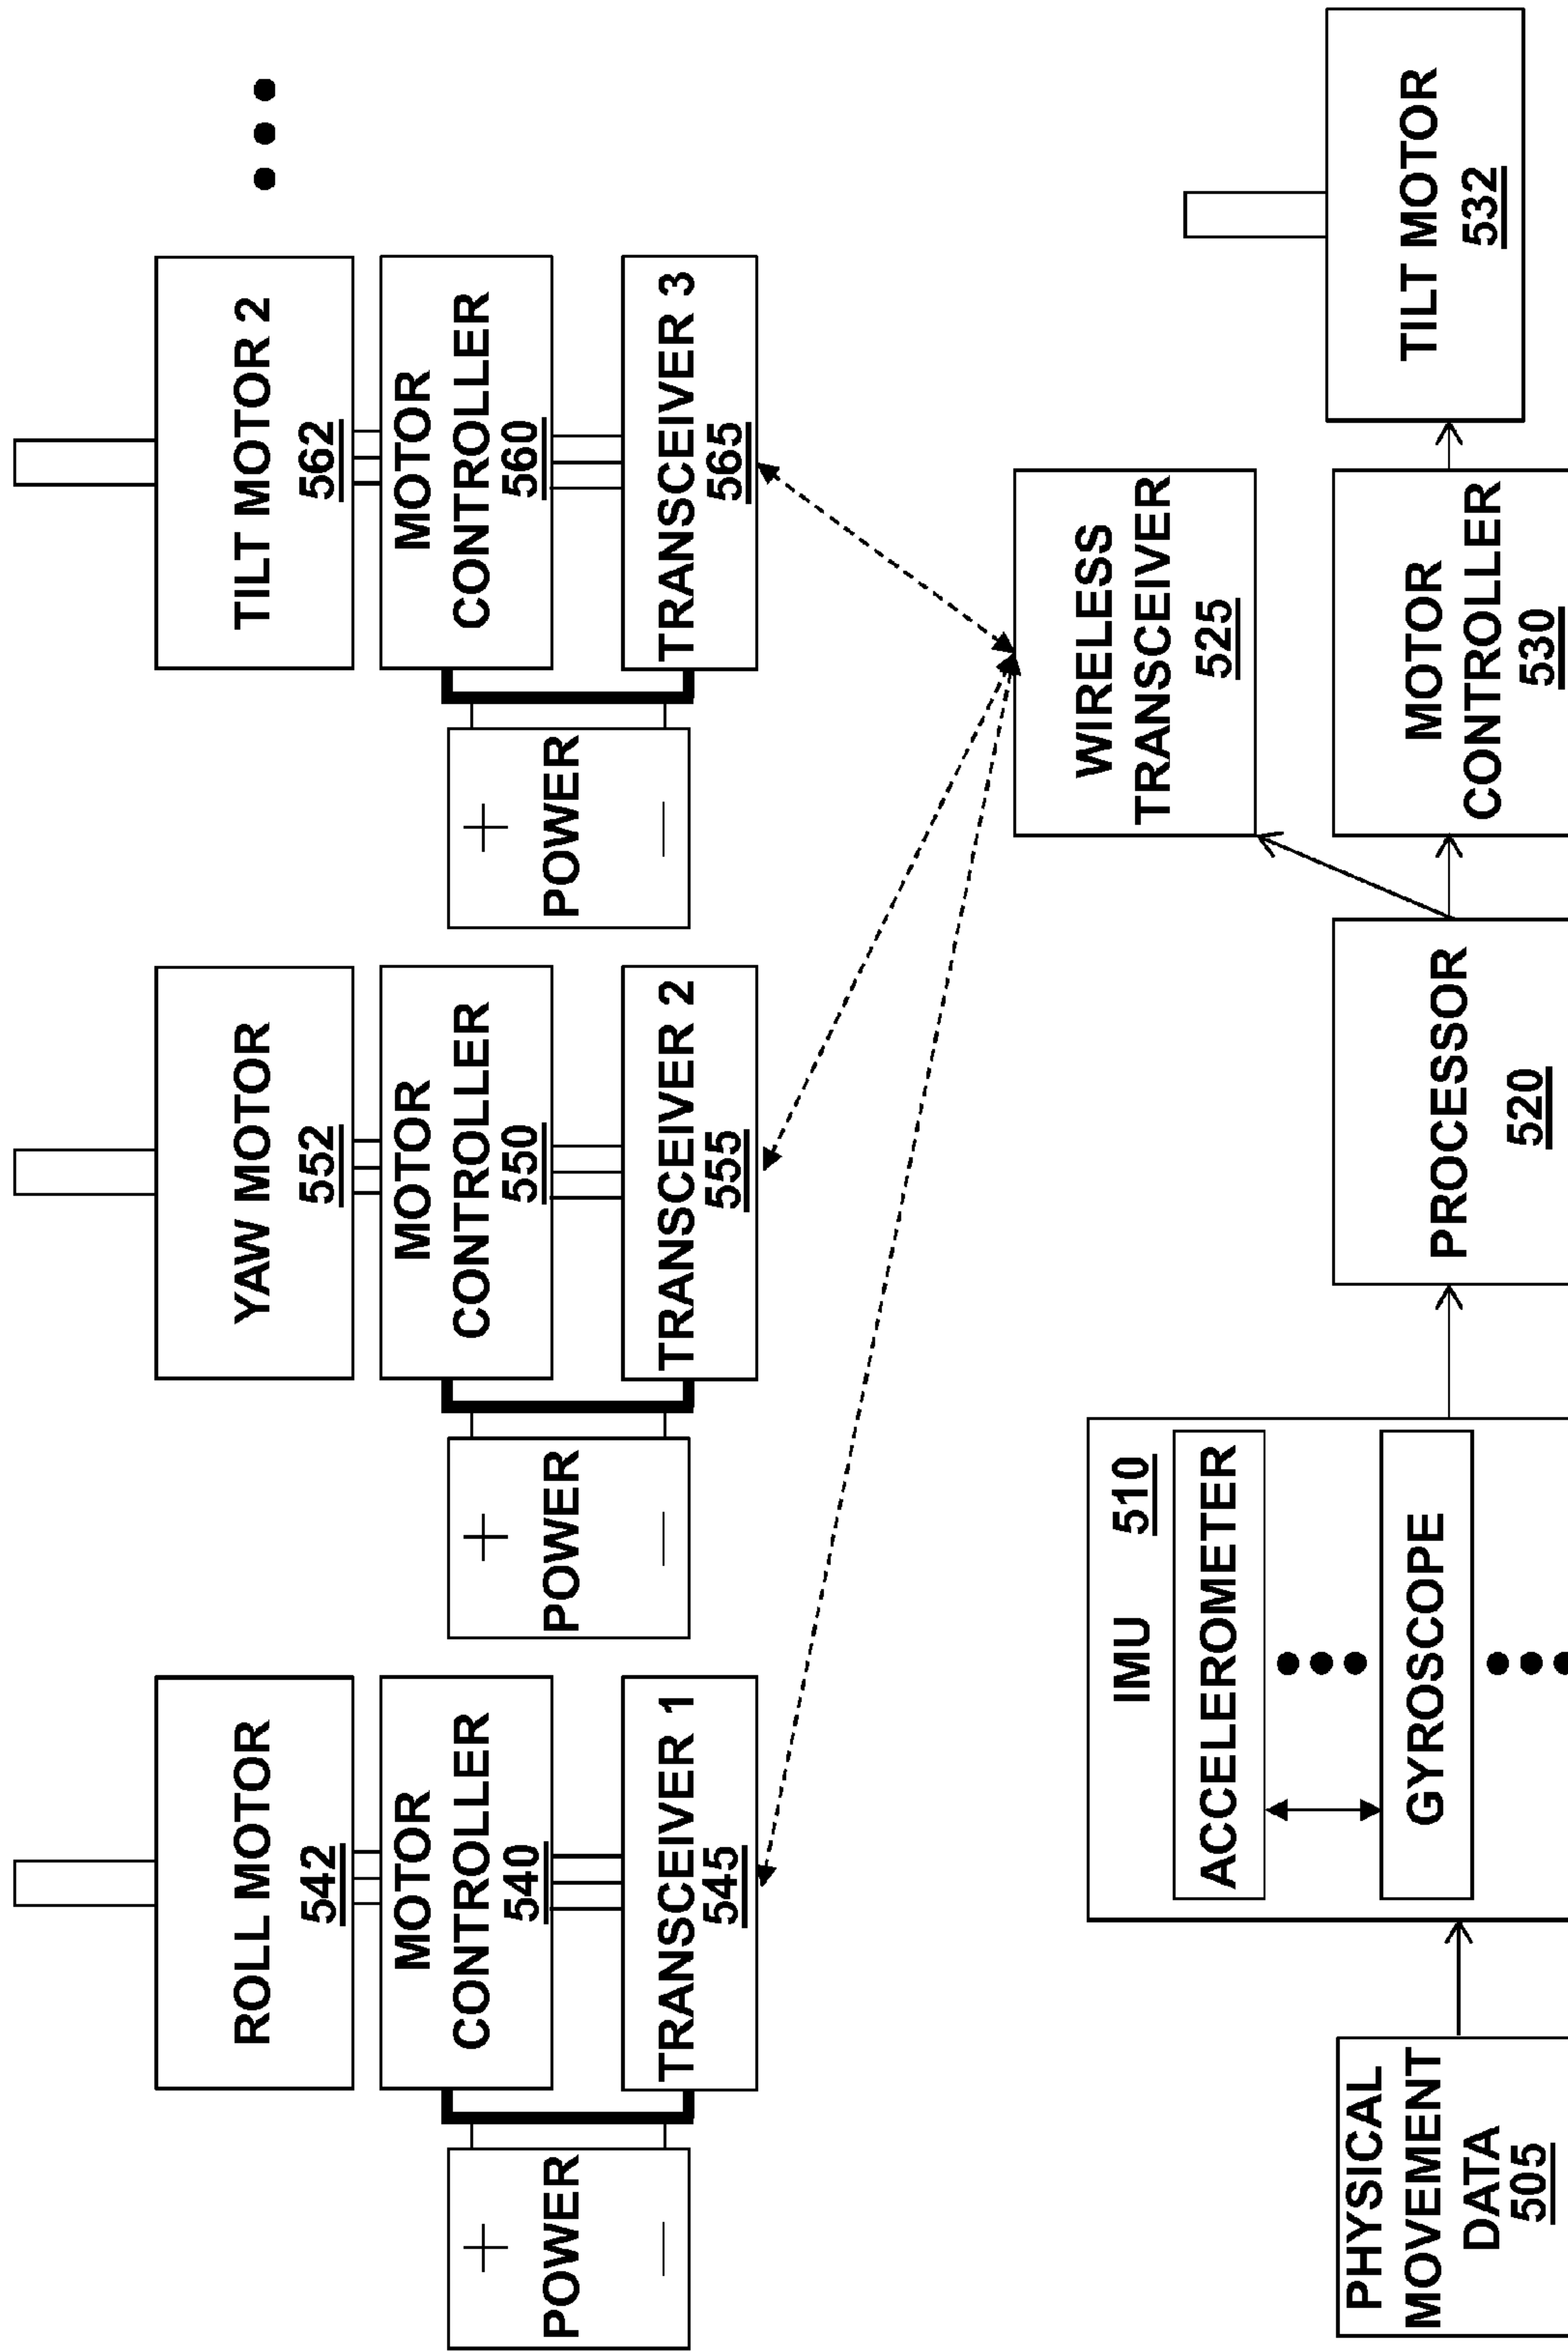 ROLL MOTOR
542
MOTOR
CONTROLLER
540
TRANSCEIVER 1
545
+
POWER
–
YAW MOTOR
552
MOTOR
CONTROLLER
550
TRANSCEIVER 2
555
+
POWER
–
TILT MOTOR 2
562
MOTOR
CONTROLLER
560
TRANSCEIVER 3
565
+
POWER
–
WIRELESS
TRANSCEIVER
525
PHYSICAL
MOVEMENT
DATA
505
IMU 510
ACCELEROMETER
GYROSCOPE
PROCESSOR
520
MOTOR
CONTROLLER
530
TILT MOTOR
532